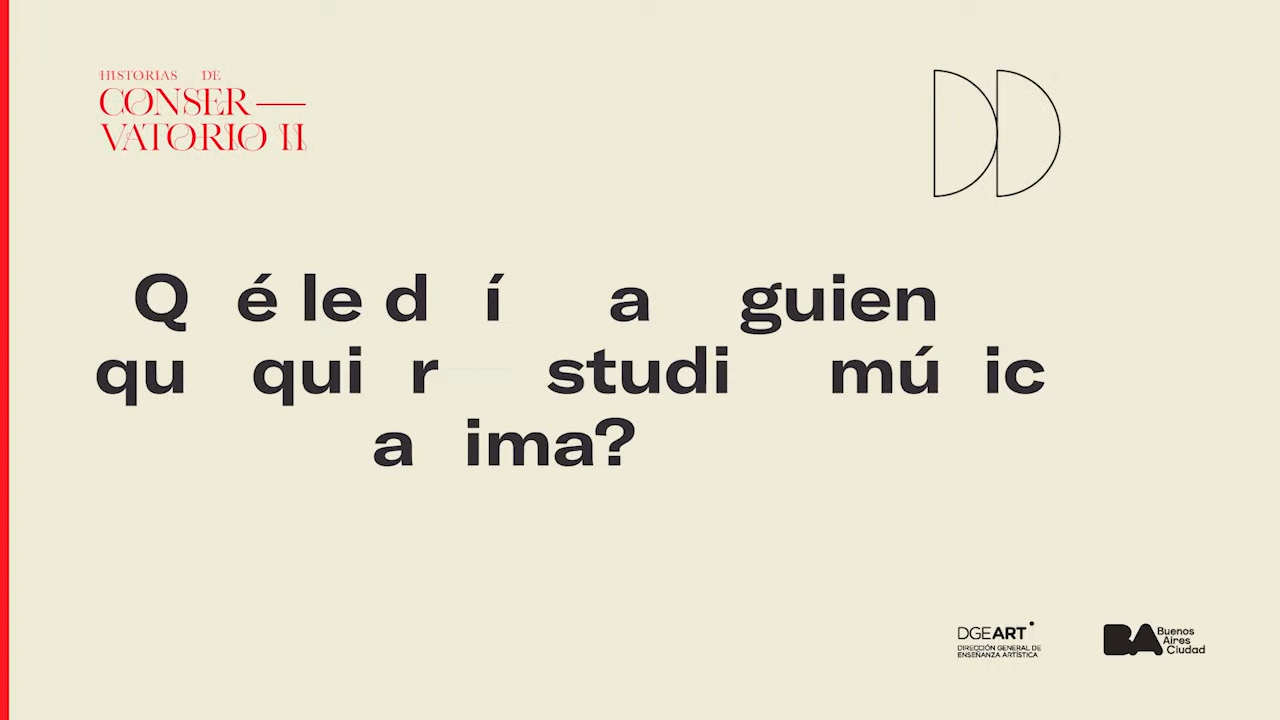 HISTORIAS DE
CONSER—
VATORIO II
DD
Q é le d í a guien
qu qui r studi mú ic
a ima?
DGEART
DIRECCIÓN GENERAL DE
ENSEÑANZA ARTÍSTICA
BA
Buenos
Aires
Ciudad